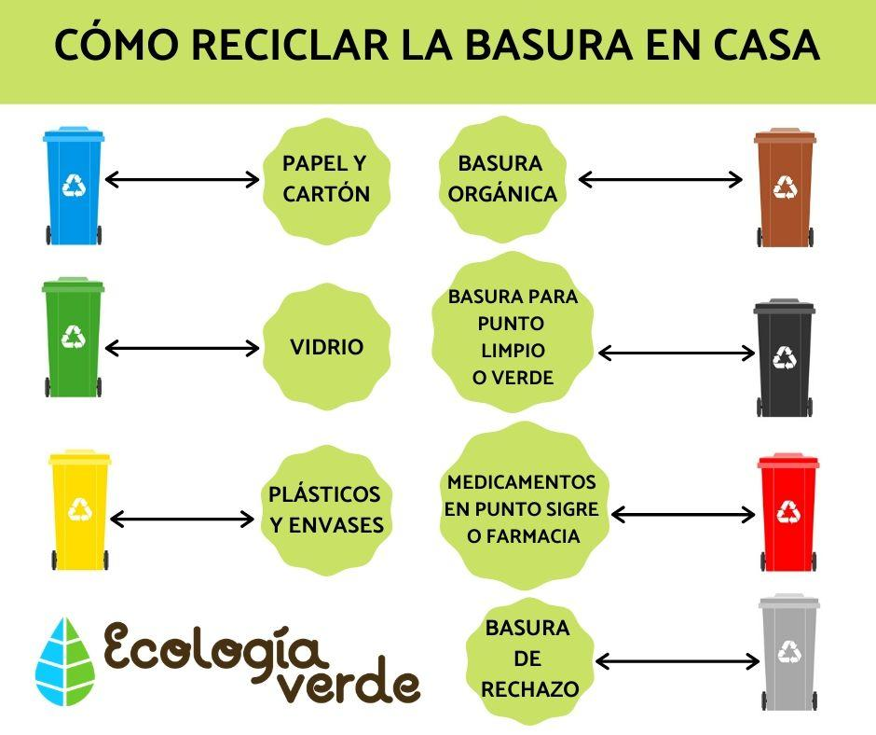 CÓMO RECICLAR LA BASURA EN CASA
PAPEL Y
CARTÓN
BASURA
ORGÁNICA
VIDRIO
BASURA PARA
PUNTO
LIMPIO
O VERDE
PLÁSTICOS
Y ENVASES
MEDICAMENTOS
EN PUNTO SIGRE
O FARMACIA
BASURA
DE
RECHAZO
Ecología
verde